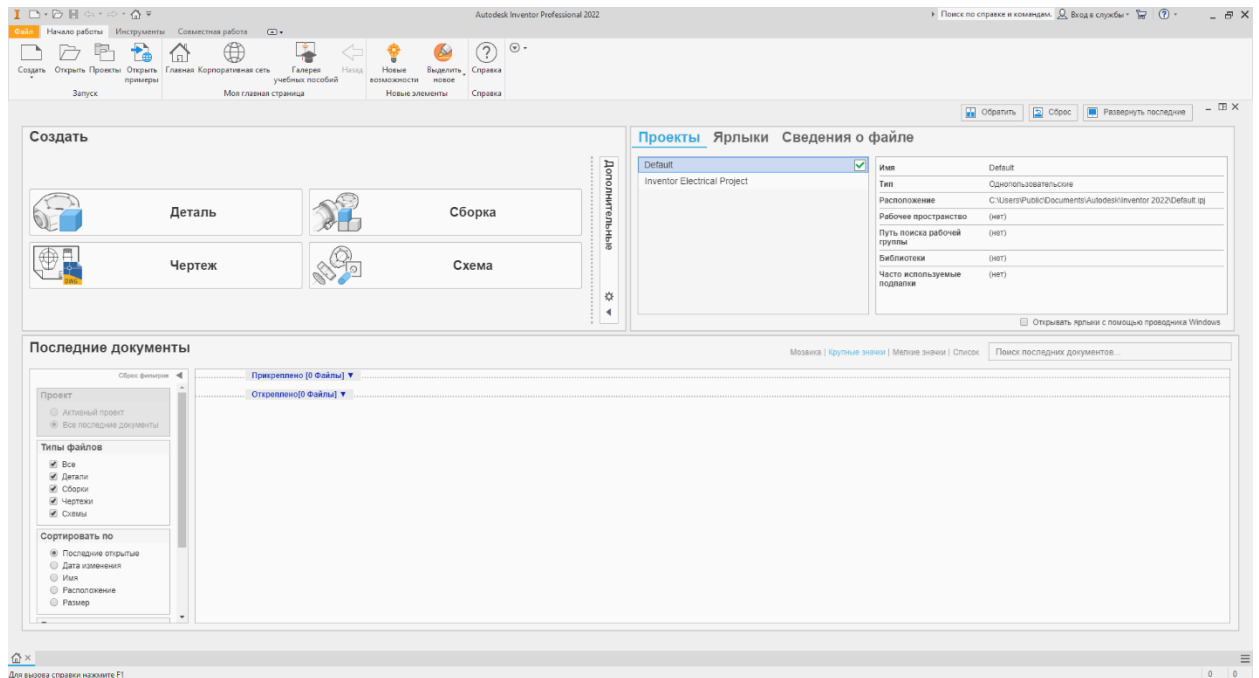 Autodesk Inventor Professional 2022
Поиск по справке и командам.
Вход в службы
Файл Начало работы Инструменты Совместная работа
Создать Открыть Проекты Открыть примеры Главная Корпоративная сеть Галерея учебных пособий Назад Новые возможности Выделить новое Справка
Запуск Моя главная страница Новые элементы Справка
Обратить Сброс Развернуть последние
Создать
Деталь Сборка
Чертеж Схема
DWG
Дополнительные
Проекты Ярлыки Сведения о файле
Default
Inventor Electrical Project
Имя Default
Тип Однопользовательские
Расположение C:\Users\Public\Documents\Autodesk\Inventor 2022\Default.ipj
Рабочее пространство (нет)
Путь поиска рабочей группы (нет)
Библиотеки (нет)
Часто используемые подпапки (нет)
Открывать ярлыки с помощью проводника Windows
Последние документы
Мозаика | Крупные значки | Мелкие значки | Список
Поиск последних документов...
Сброс фильтров
Прикреплено [0 Файлы]
Откреплено[0 Файлы]
Проект
Активный проект
Все последние документы
Типы файлов
Все
Детали
Сборки
Чертежи
Схемы
Сортировать по
Последние открытые
Дата изменения
Имя
Расположение
Размер
Для вызова справки нажмите F1
0 0